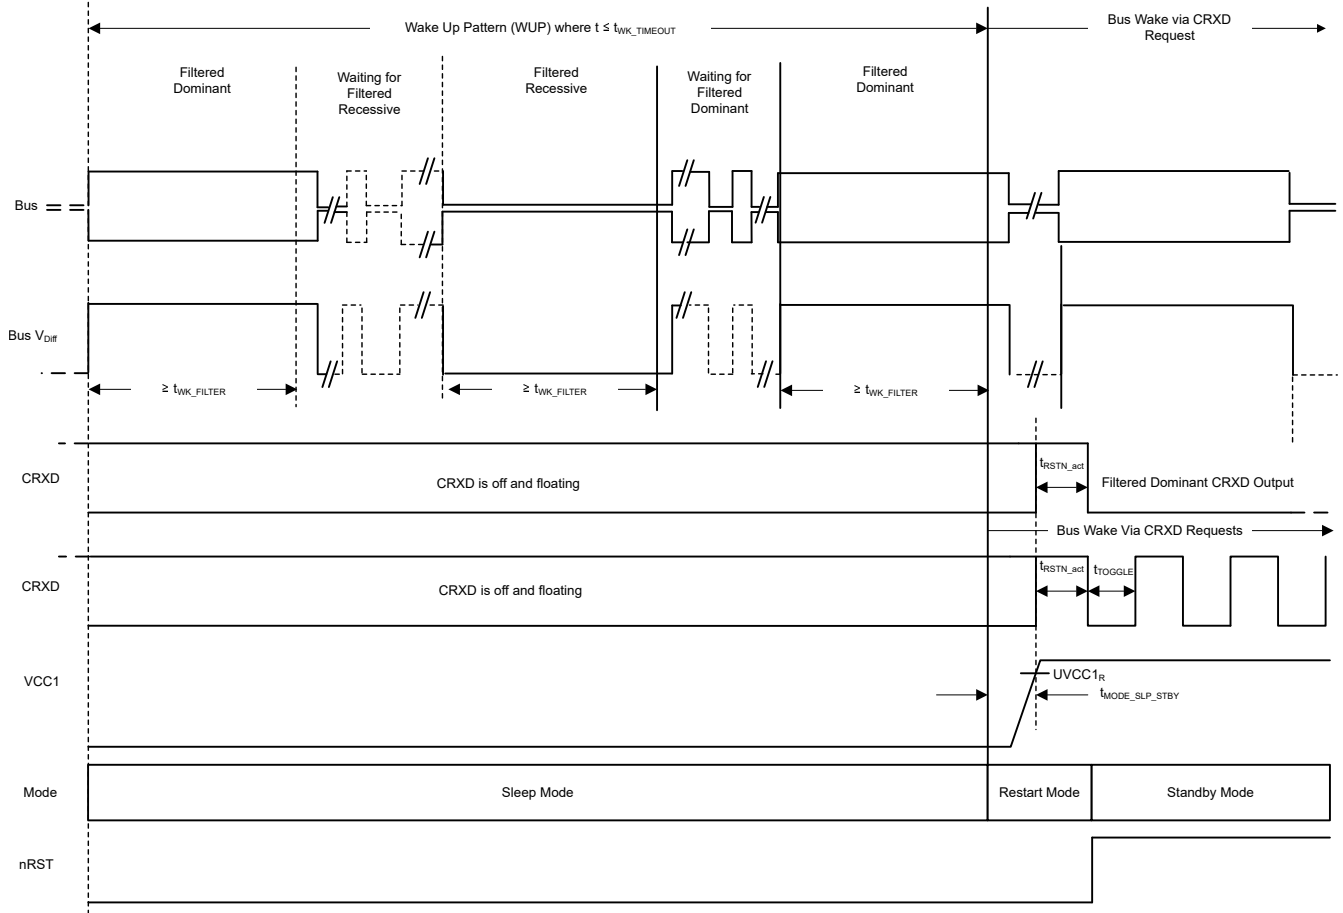 Wake Up Pattern (WUP) where t ≤ tWK_TIMEOUT
Bus Wake via CRXD
Request
Filtered
Dominant
Waiting for
Filtered
Recessive
Filtered
Recessive
Waiting for
Filtered
Dominant
Filtered
Dominant
Bus
Bus VDiff
≥ tWK_FILTER
≥ tWK_FILTER
≥ tWK_FILTER
CRXD
CRXD is off and floating
tRSTN_act
Filtered Dominant CRXD Output
Bus Wake Via CRXD Requests
CRXD
CRXD is off and floating
tRSTN_act
tTOGGLE
VCC1
UVCC1R
tMODE_SLP_STBY
Mode
Sleep Mode
Restart Mode
Standby Mode
nRST